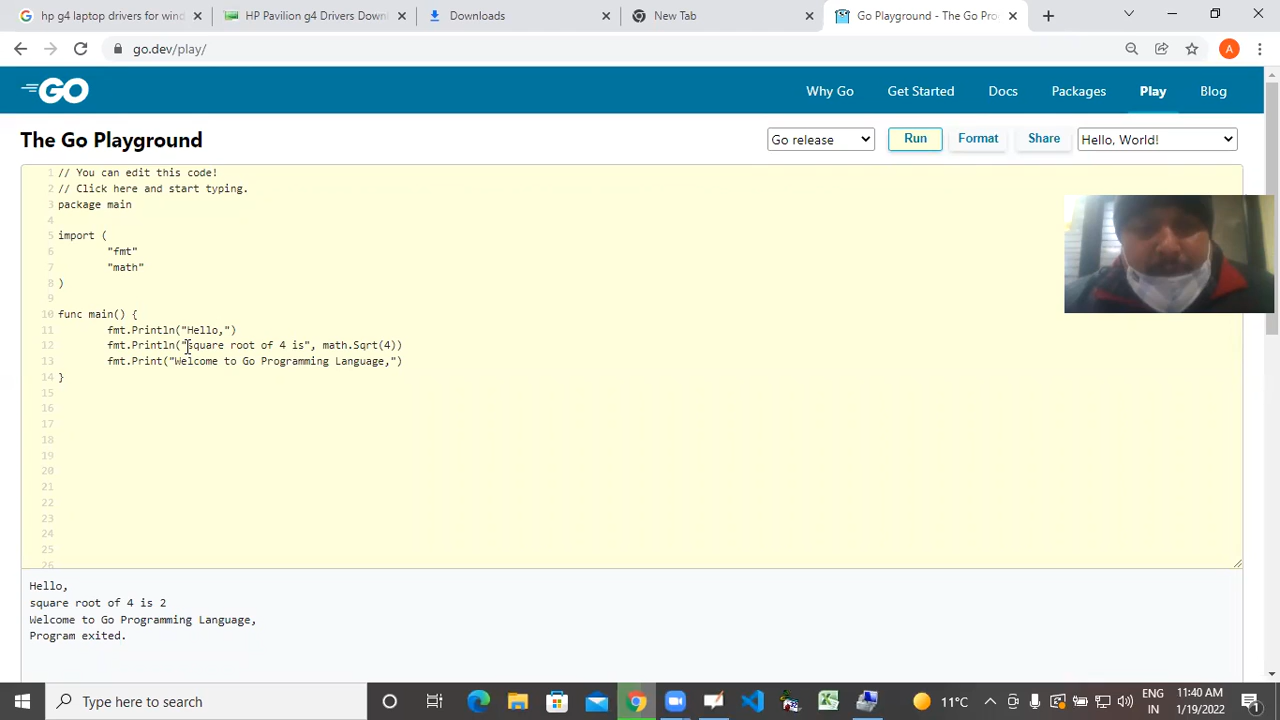 hp g4 laptop drivers for wind
HP Pavilion g4 Drivers Downl
Downloads
New Tab
Go Playground - The Go Pro
go.dev/play/
A
GO
Why Go
Get Started
Docs
Packages
Play
Blog
The Go Playground
Go release
Run
Format
Share
Hello, World!
1 // You can edit this code!
2 // Click here and start typing.
3 package main
4
5 import (
6 "fmt"
7 "math"
8 )
9
10 func main() {
11 fmt.Println("Hello,")
12 fmt.Println("square root of 4 is", math.Sqrt(4))
13 fmt.Print("Welcome to Go Programming Language,")
14 }
15
16
17
18
19
20
21
22
23
24
25
26
Hello,
square root of 4 is 2
Welcome to Go Programming Language,
Program exited.
Type here to search
11°C
ENG
IN
11:40 AM
1/19/2022
1